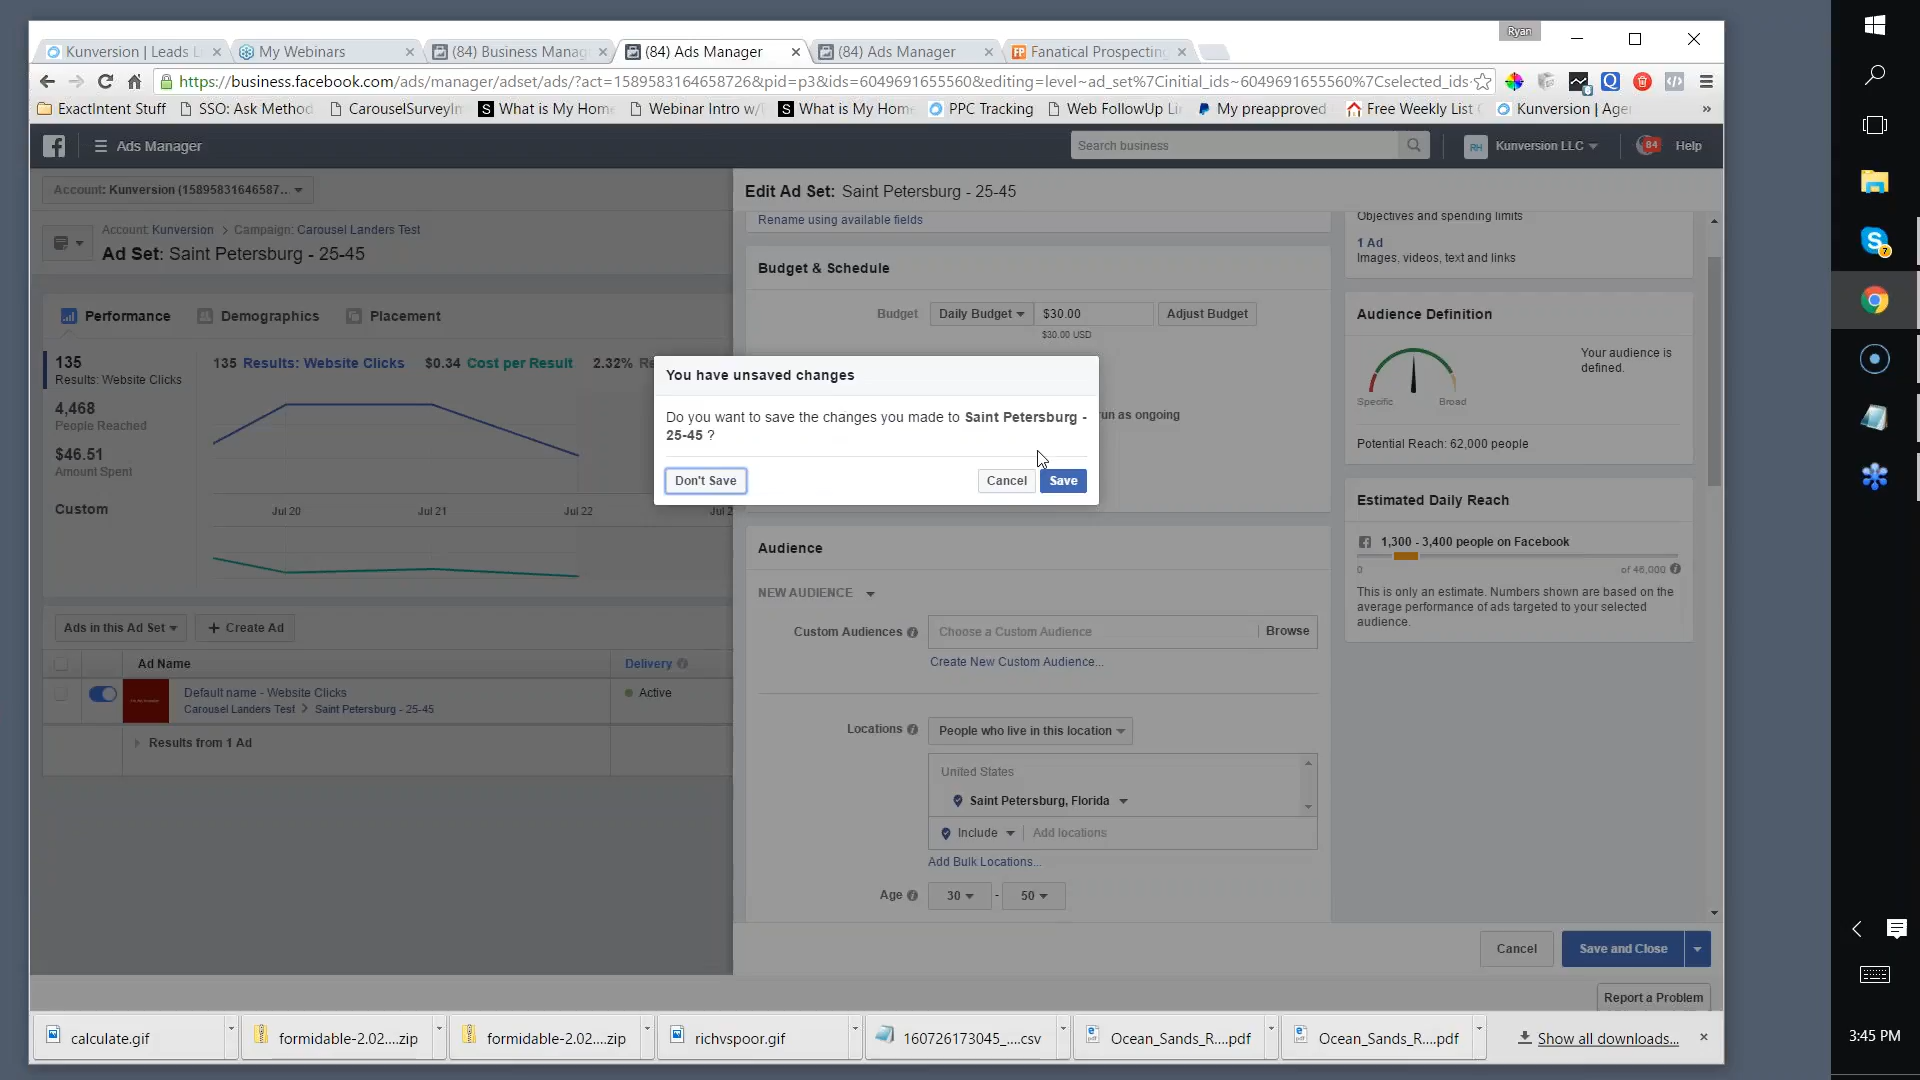 Ryan
Kunversion | Leads L
My Webinars
(84) Business Manag
(84) Ads Manager
(84) Ads Manager
Fanatical Prospecting
https://business.facebook.com/ads/manager/adset/ads/?act=1589583164658726&pid=p3&ids=6049691655560&editing=level~ad_set%7Cinitial_ids~6049691655560%7Cselected_ids
ExactIntent Stuff
SSO: Ask Method
CarouselSurveyIm
What is My Hom
Webinar Intro w/
What is My Hom
PPC Tracking
Web FollowUp Li
My preapproved
Free Weekly List
Kunversion | Age
Ads Manager
Search business
RH
Kunversion LLC
84
Help
Account: Kunversion (15895831646587...
Account: Kunversion > Campaign: Carousel Landers Test
Ad Set: Saint Petersburg - 25-45
Performance
Demographics
Placement
135
Results: Website Clicks
4,468
People Reached
$46.51
Amount Spent
Custom
135 Results: Website Clicks
$0.34 Cost per Result
2.32% Re
Jul 20
Jul 21
Jul 22
Jul 2
Ads in this Ad Set
+ Create Ad
Ad Name
Delivery
Default name - Website Clicks
Carousel Landers Test > Saint Petersburg - 25-45
Active
Results from 1 Ad
Edit Ad Set: Saint Petersburg - 25-45
Rename using available fields
Budget & Schedule
Budget
Daily Budget
$30.00
Adjust Budget
$30.00 USD
run as ongoing
You have unsaved changes
Do you want to save the changes you made to Saint Petersburg -
25-45 ?
Don't Save
Cancel
Save
Audience
NEW AUDIENCE
Custom Audiences
Choose a Custom Audience
Browse
Create New Custom Audience...
Locations
People who live in this location
United States
Saint Petersburg, Florida
Include
Add locations
Add Bulk Locations...
Age
30
-
50
Objectives and spending limits
1 Ad
Images, videos, text and links
Audience Definition
Your audience is
defined.
Specific
Broad
Potential Reach: 62,000 people
Estimated Daily Reach
1,300 - 3,400 people on Facebook
0
of 46,000
This is only an estimate. Numbers shown are based on the
average performance of ads targeted to your selected
audience.
Cancel
Save and Close
Report a Problem
calculate.gif
formidable-2.02....zip
formidable-2.02....zip
richvspoor.gif
160726173045_....csv
Ocean_Sands_R....pdf
Ocean_Sands_R....pdf
Show all downloads...
7
3:45 PM